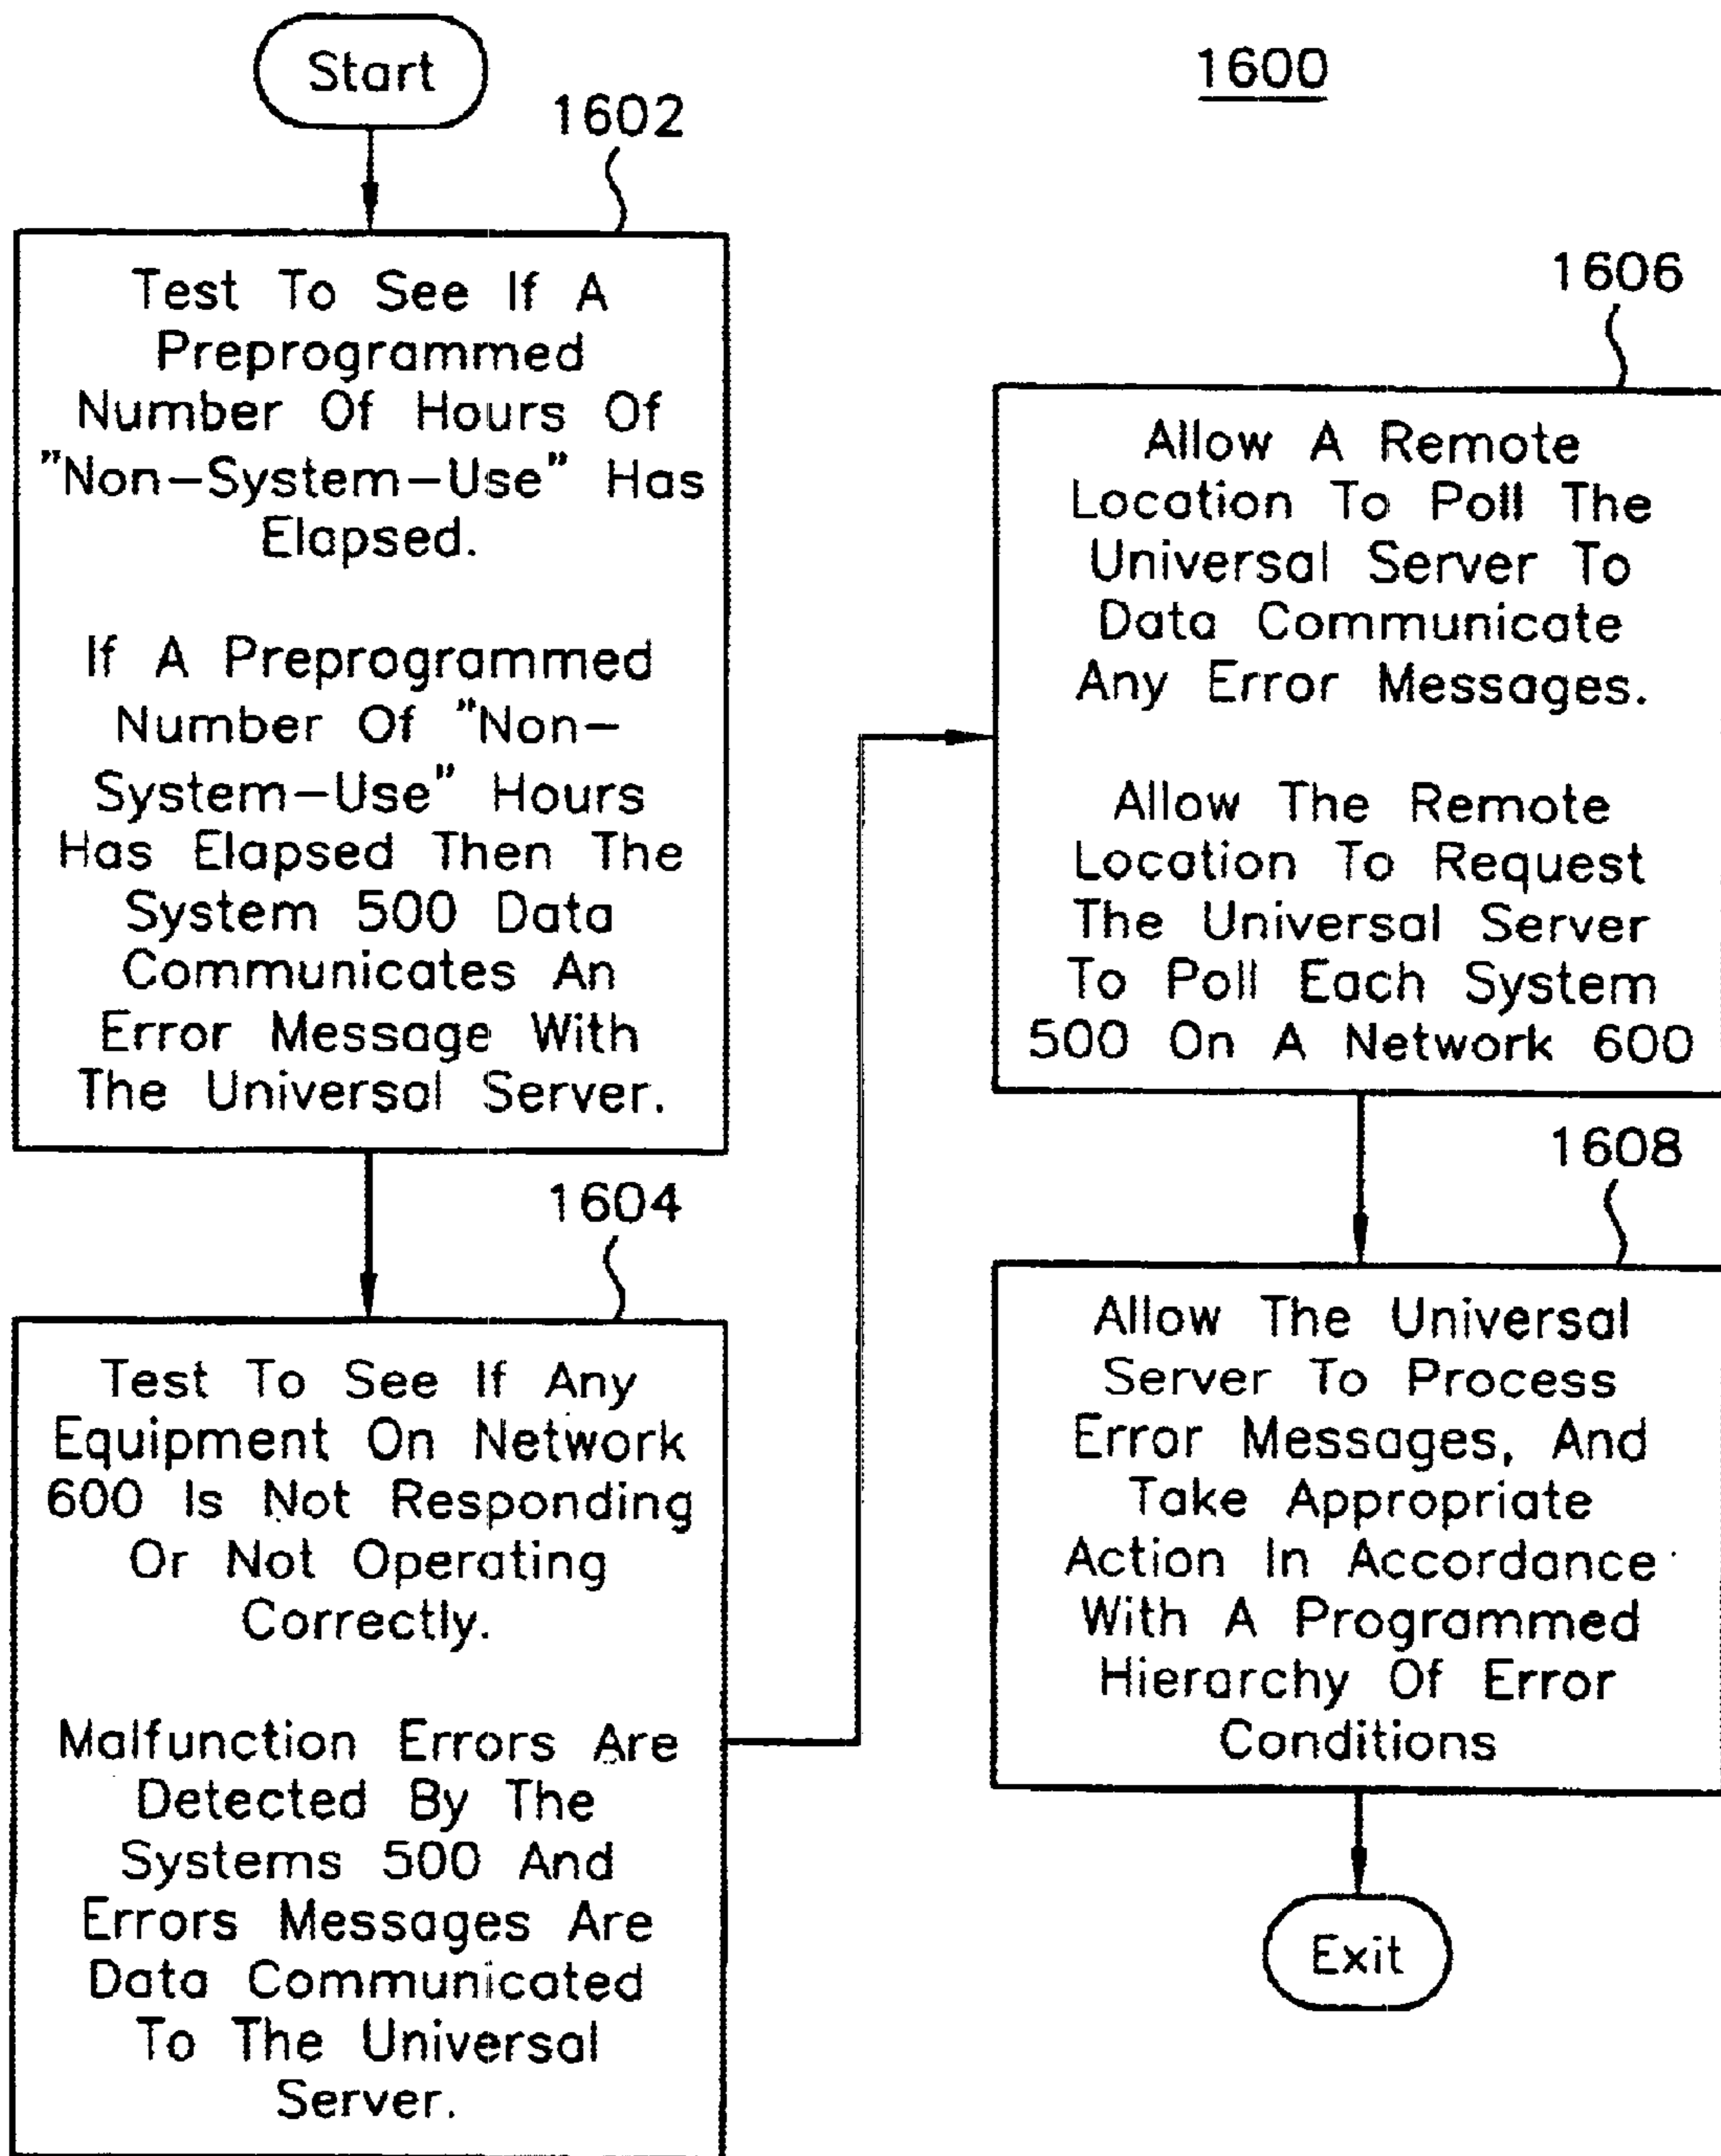 Start
1600
1602
Test To See If A
Preprogrammed
Number Of Hours Of
"Non-System-Use" Has
Elapsed.
If A Preprogrammed
Number Of "Non-
System-Use" Hours
Has Elapsed Then The
System 500 Data
Communicates An
Error Message With
The Universal Server.
1604
Test To See If Any
Equipment On Network
600 Is Not Responding
Or Not Operating
Correctly.
Malfunction Errors Are
Detected By The
Systems 500 And
Errors Messages Are
Data Communicated
To The Universal
Server.
1606
Allow A Remote
Location To Poll The
Universal Server To
Data Communicate
Any Error Messages.
Allow The Remote
Location To Request
The Universal Server
To Poll Each System
500 On A Network 600
1608
Allow The Universal
Server To Process
Error Messages, And
Take Appropriate
Action In Accordance
With A Programmed
Hierarchy Of Error
Conditions
Exit